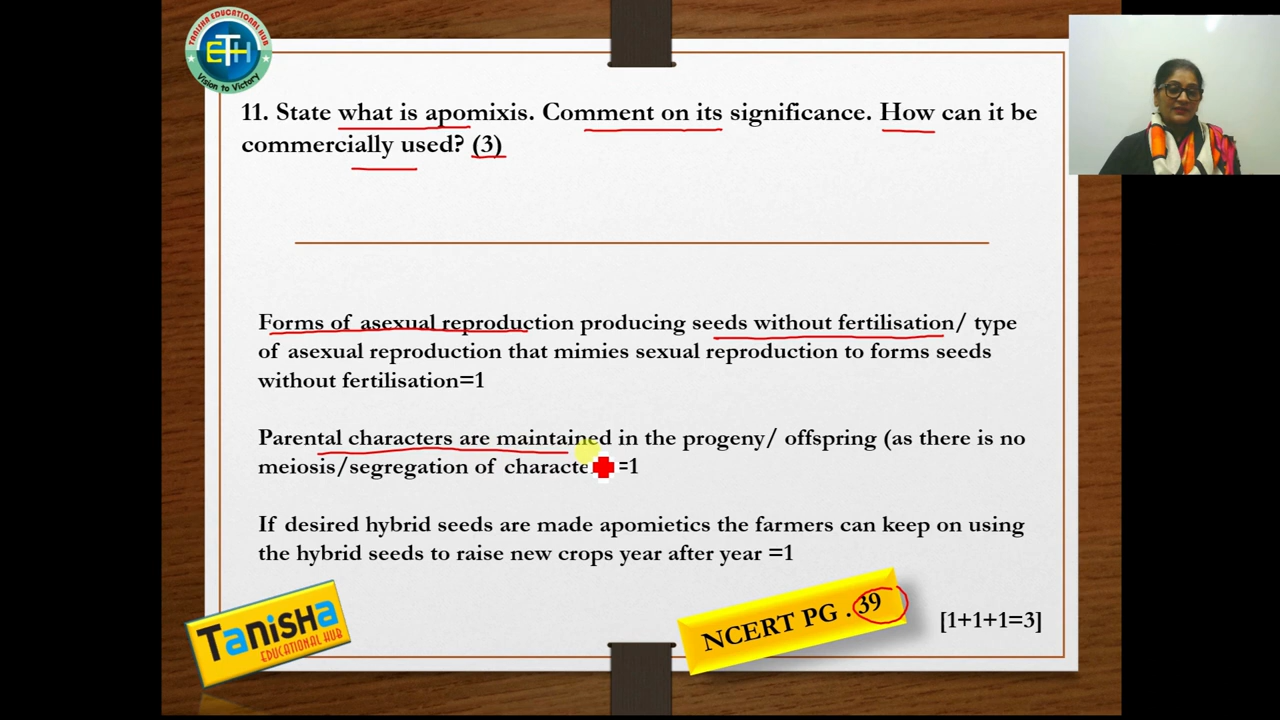 TANISHA EDUCATIONAL HUB
ETH
Vision to Victory
11. State what is apomixis. Comment on its significance. How can it be
commercially used? (3)
Forms of asexual reproduction producing seeds without fertilisation/ type
of asexual reproduction that mimies sexual reproduction to forms seeds
without fertilisation=1
Parental characters are maintained in the progeny/ offspring (as there is no
meiosis/segregation of =1
If desired hybrid seeds are made apomietics the farmers can keep on using
the hybrid seeds to raise new crops year after year =1
TaniSHa
EDUCATIONAL HUB
NCERT PG . 39
[1+1+1=3]